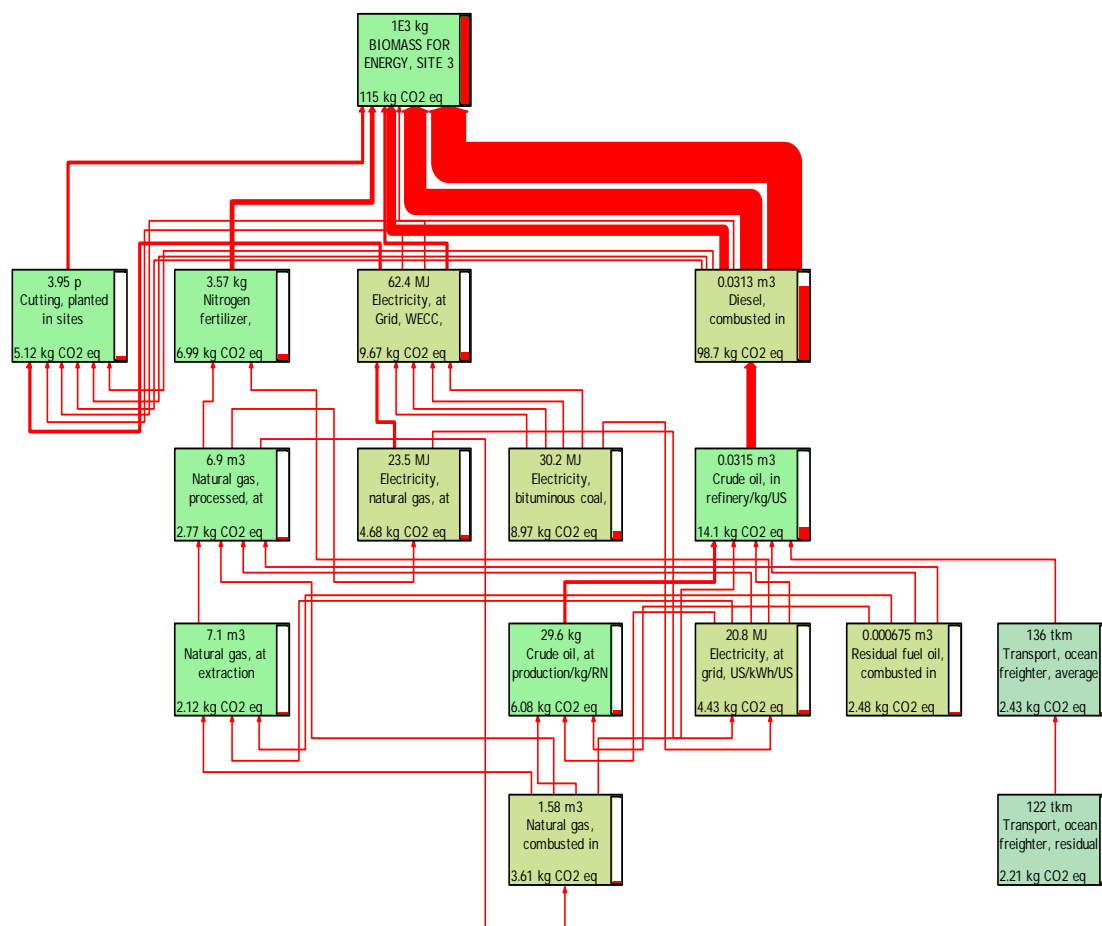 1E3 kg
BIOMASS FOR
ENERGY, SITE 3
115 kg CO2 eq
3.95 p
Cutting, planted
in sites
5.12 kg CO2 eq
3.57 kg
Nitrogen
fertilizer,
6.99 kg CO2 eq
62.4 MJ
Electricity, at
Grid, WECC,
9.67 kg CO2 eq
0.0313 m3
Diesel,
combusted in
98.7 kg CO2 eq
6.9 m3
Natural gas,
processed, at
2.77 kg CO2 eq
23.5 MJ
Electricity,
natural gas, at
4.68 kg CO2 eq
30.2 MJ
Electricity,
bituminous coal,
8.97 kg CO2 eq
0.0315 m3
Crude oil, in
refinery/kg/US
14.1 kg CO2 eq
7.1 m3
Natural gas, at
extraction
2.12 kg CO2 eq
29.6 kg
Crude oil, at
production/kg/RN
6.08 kg CO2 eq
20.8 MJ
Electricity, at
grid, US/kWh/US
4.43 kg CO2 eq
0.000675 m3
Residual fuel oil,
combusted in
2.48 kg CO2 eq
136 tkm
Transport, ocean
freighter, average
2.43 kg CO2 eq
1.58 m3
Natural gas,
combusted in
3.61 kg CO2 eq
122 tkm
Transport, ocean
freighter, residual
2.21 kg CO2 eq